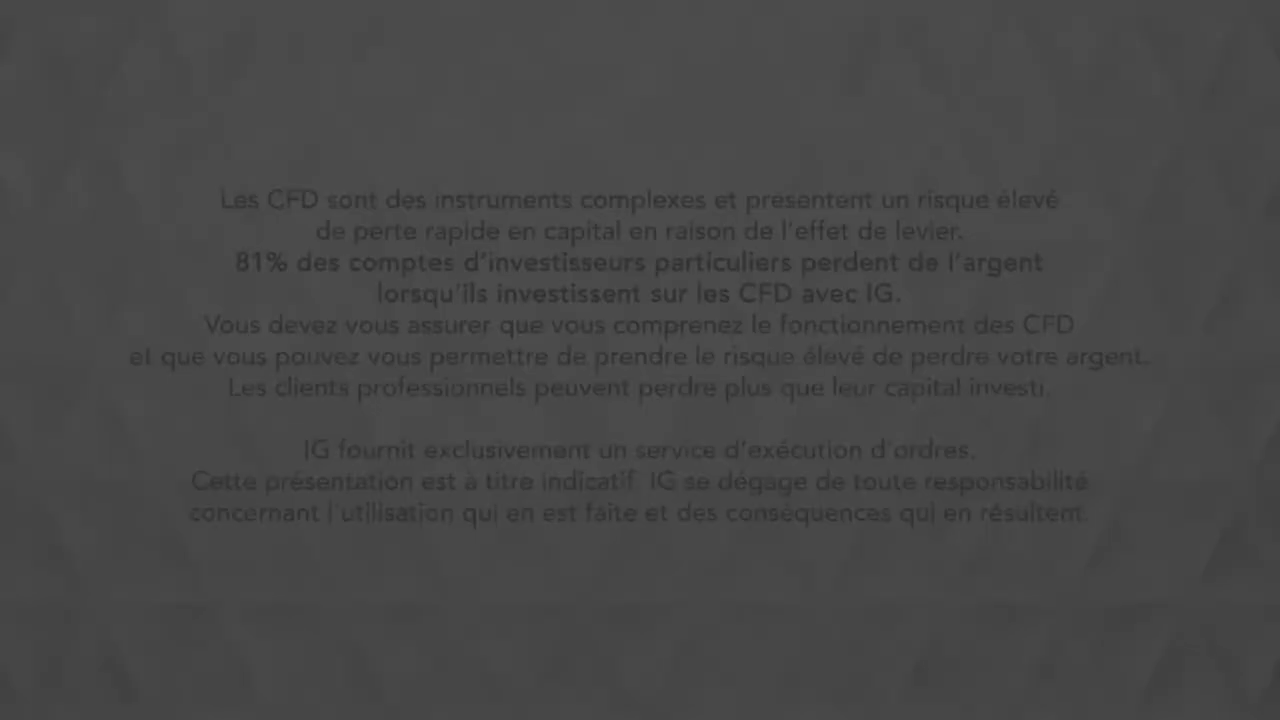 Les CFD sont des instruments complexes et présentent un risque élevé
de perte rapide en capital en raison de l'effet de levier.
81% des comptes d'investisseurs particuliers perdent de l'argent
lorsqu'ils investissent sur les CFD avec IG.
Vous devez vous assurer que vous comprenez le fonctionnement des CFD
et que vous pouvez vous permettre de prendre le risque élevé de perdre votre argent.
Les clients professionnels peuvent perdre plus que leur capital investi.
IG fournit exclusivement un service d'exécution d'ordres.
Cette présentation est à titre indicatif. IG se dégage de toute responsabilité
concernant l'utilisation qui en est faite et des conséquences qui en résultent